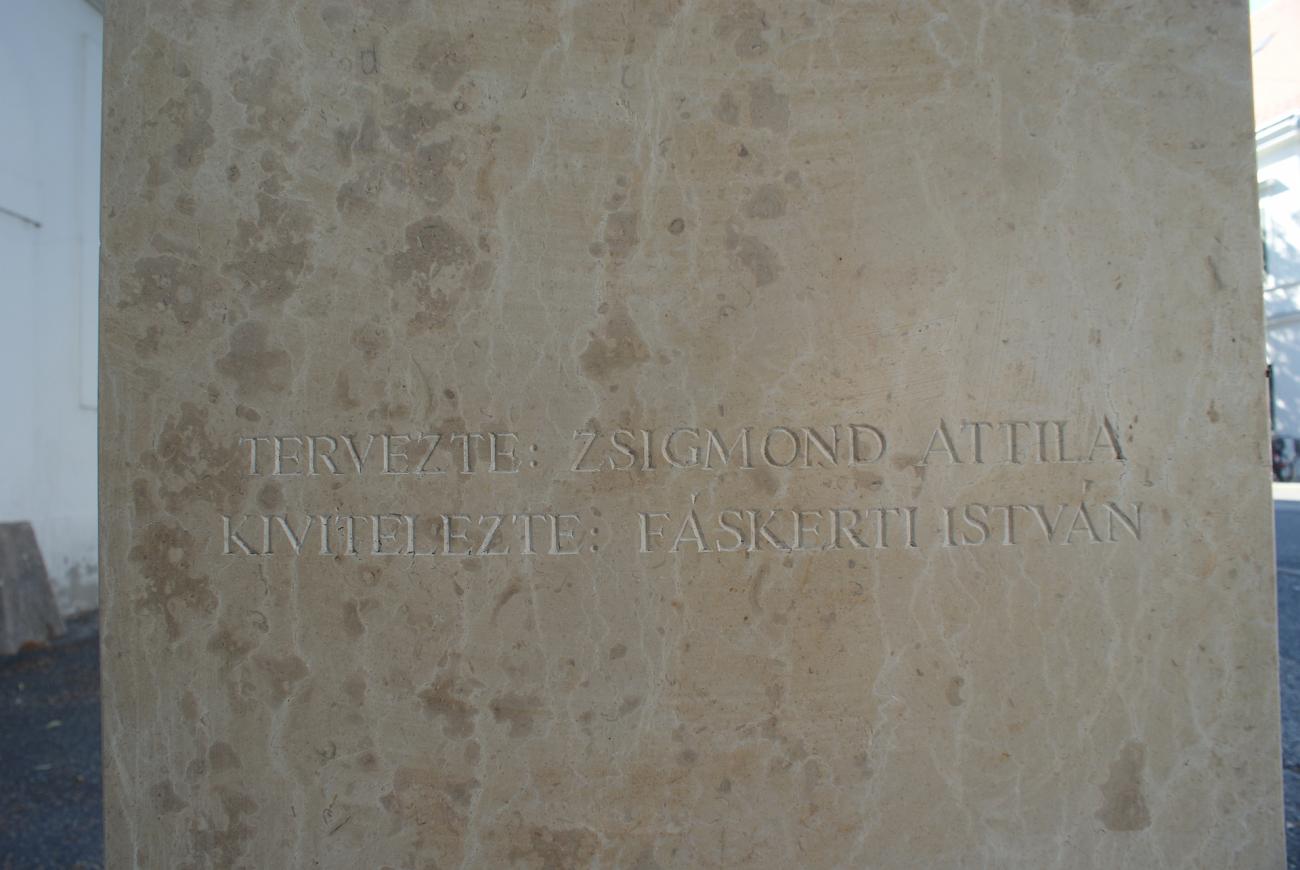 TERVEZTE: ZSIGMOND ATTILA
KIVITELEZTE: FÁSKERTI ISTVÁN